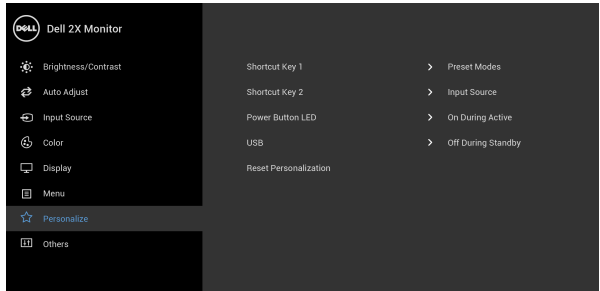 DELL Dell 2X Monitor
Brightness/Contrast
Auto Adjust
Input Source
Color
Display
Menu
Personalize
Others
Shortcut Key 1 > Preset Modes
Shortcut Key 2 > Input Source
Power Button LED > On During Active
USB > Off During Standby
Reset Personalization